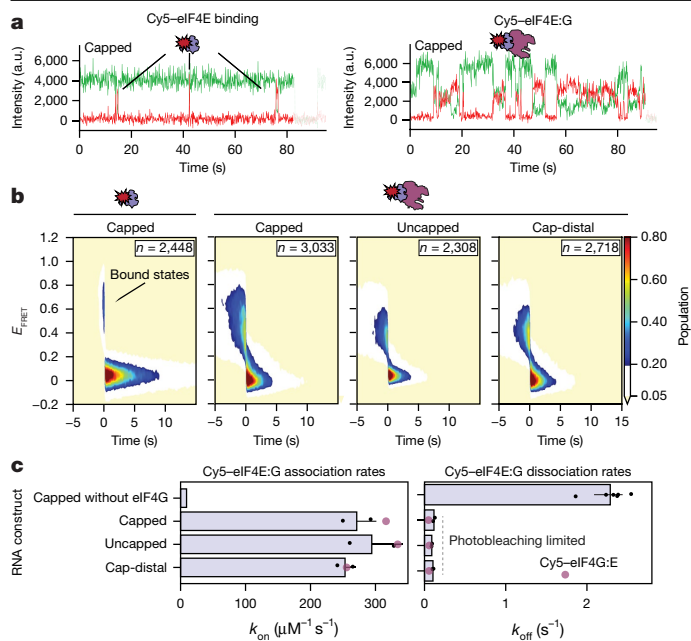 a
Cy5–eIF4E binding
Cy5–eIF4E:G
Capped
Capped
Intensity (a.u.)
6,000
4,000
2,000
0
0 20 40 60 80
Time (s)
Intensity (a.u.)
6,000
4,000
2,000
0
0 20 40 60 80
Time (s)
b
Capped
Capped
Uncapped
Cap-distal
n = 2,448
n = 3,033
n = 2,308
n = 2,718
Bound states
E FRET
1.2
1.0
0.8
0.6
0.4
0.2
0
−0.2
−5 0 5 10
−5 0 5 10
−5 0 5 10
−5 0 5 10 15
Time (s)
Time (s)
Time (s)
Time (s)
0.80
0.60
0.40
0.20
0.05
Population
c
Cy5–eIF4E:G association rates
Cy5–eIF4E:G dissociation rates
RNA construct
Capped without eIF4G
Capped
Uncapped
Cap-distal
Photobleaching limited
Cy5–eIF4G:E
0 100 200 300
0 1 2
k on (μM⁻¹ s⁻¹)
k off (s⁻¹)